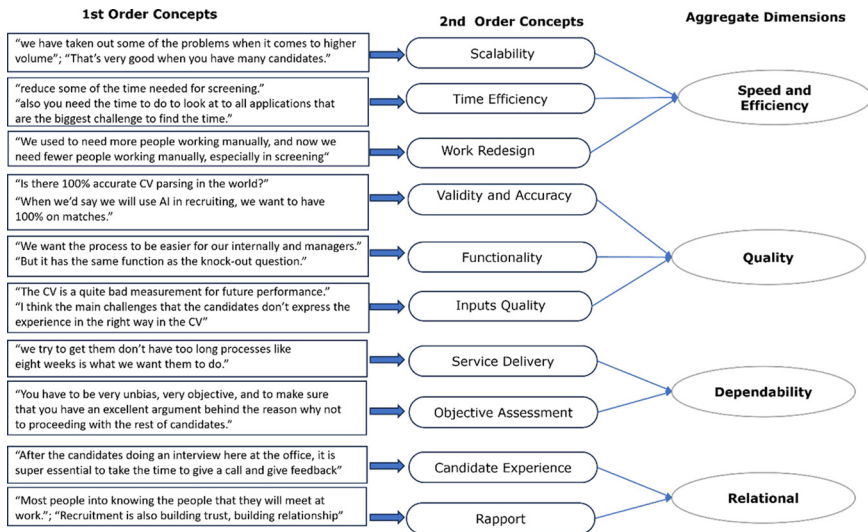 1st Order Concepts
2nd Order Concepts
Aggregate Dimensions
“we have taken out some of the problems when it comes to higher
volume”; “That’s very good when you have many candidates.”
Scalability
“reduce some of the time needed for screening.”
“also you need the time to do to look at to all applications that
are the biggest challenge to find the time.”
Time Efficiency
Speed and
Efficiency
“We used to need more people working manually, and now we
need fewer people working manually, especially in screening“
Work Redesign
“Is there 100% accurate CV parsing in the world?”
“When we’d say we will use AI in recruiting, we want to have
100% on matches.”
Validity and Accuracy
“We want the process to be easier for our internally and managers.”
“But it has the same function as the knock-out question.”
Functionality
Quality
“The CV is a quite bad measurement for future performance.”
“I think the main challenges that the candidates don’t express the
experience in the right way in the CV”
Inputs Quality
“we try to get them don’t have too long processes like
eight weeks is what we want them to do.”
Service Delivery
Dependability
“You have to be very unbias, very objective, and to make sure
that you have an excellent argument behind the reason why not
to proceeding with the rest of candidates.”
Objective Assessment
“After the candidates doing an interview here at the office, it is
super essential to take the time to give a call and give feedback”
Candidate Experience
Relational
“Most people into knowing the people that they will meet at
work.”; “Recruitment is also building trust, building relationship”
Rapport